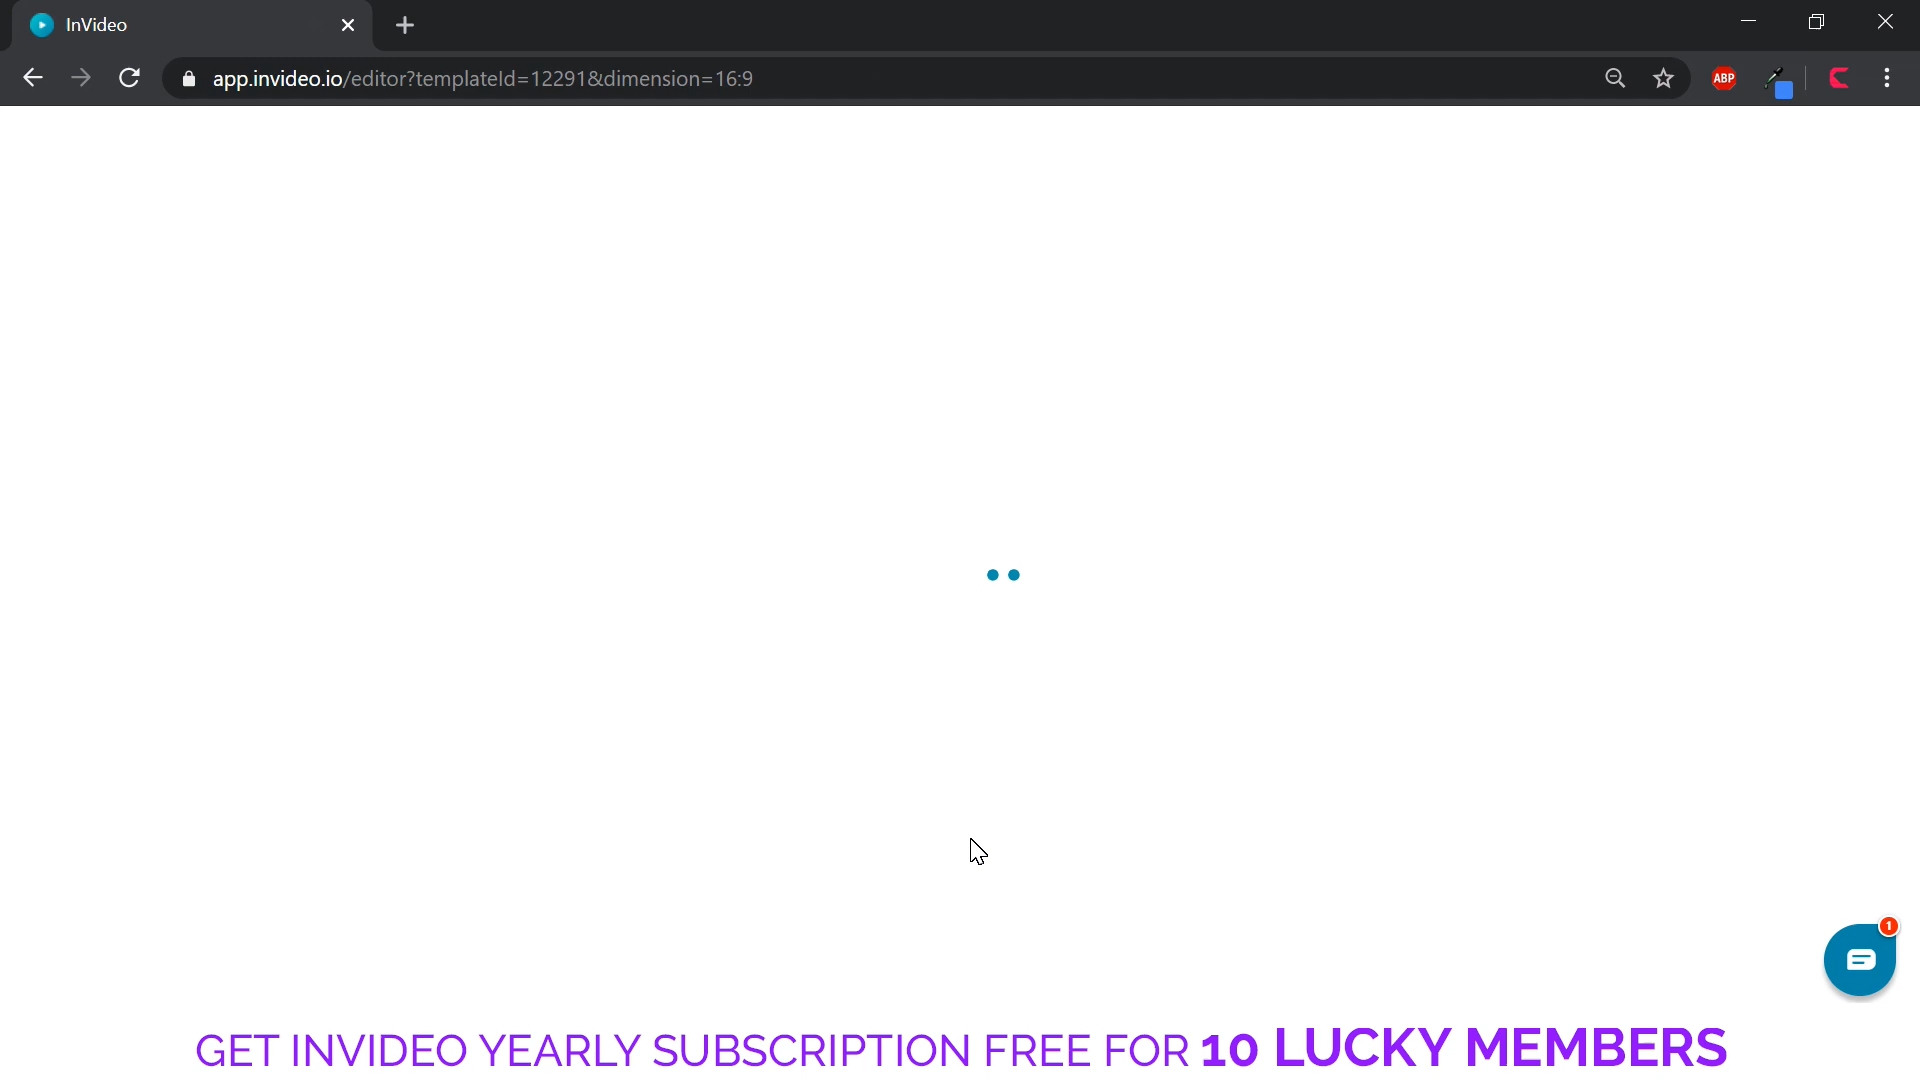 InVideo
app.invideo.io/editor?templateId=12291&dimension=16:9
ABP
1
GET INVIDEO YEARLY SUBSCRIPTION FREE FOR 10 LUCKY MEMBERS